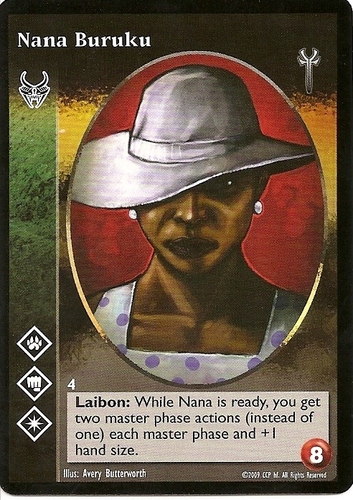 Nana Buruku
4
Laibon: While Nana is ready, you get
two master phase actions (instead of
one) each master phase and +1
hand size.
8
Illus: Avery Butterworth
©2009 CCP hf. All Rights Reserved